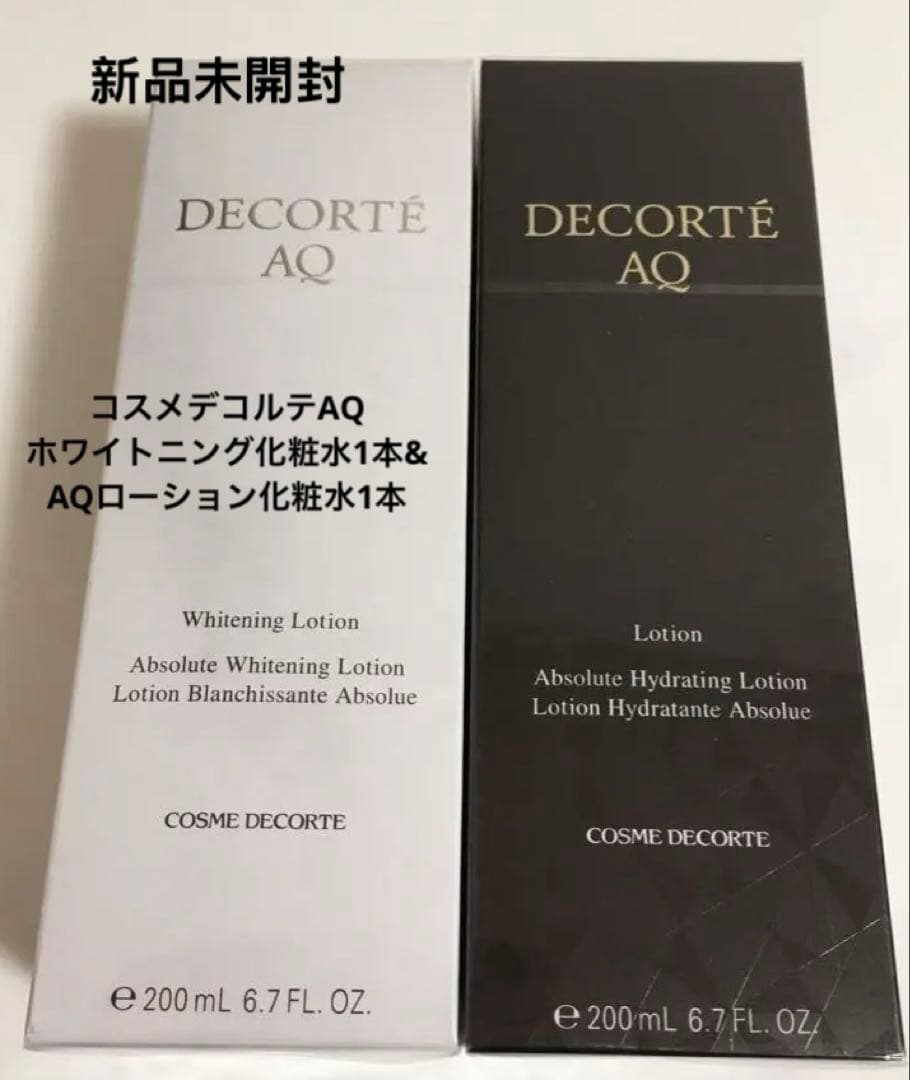 新品未開封
DECORTÉ
AQ
コスメデコルテAQ
ホワイトニング化粧水1本&
AQローション化粧水1本
Whitening Lotion
Absolute Whitening Lotion
Lotion Blanchissante Absolue
COSME DECORTE
℮ 200 mL 6.7 FL. OZ.
DECORTÉ
AQ
Lotion
Absolute Hydrating Lotion
Lotion Hydratante Absolue
COSME DECORTE
℮ 200 mL 6.7 FL. OZ.